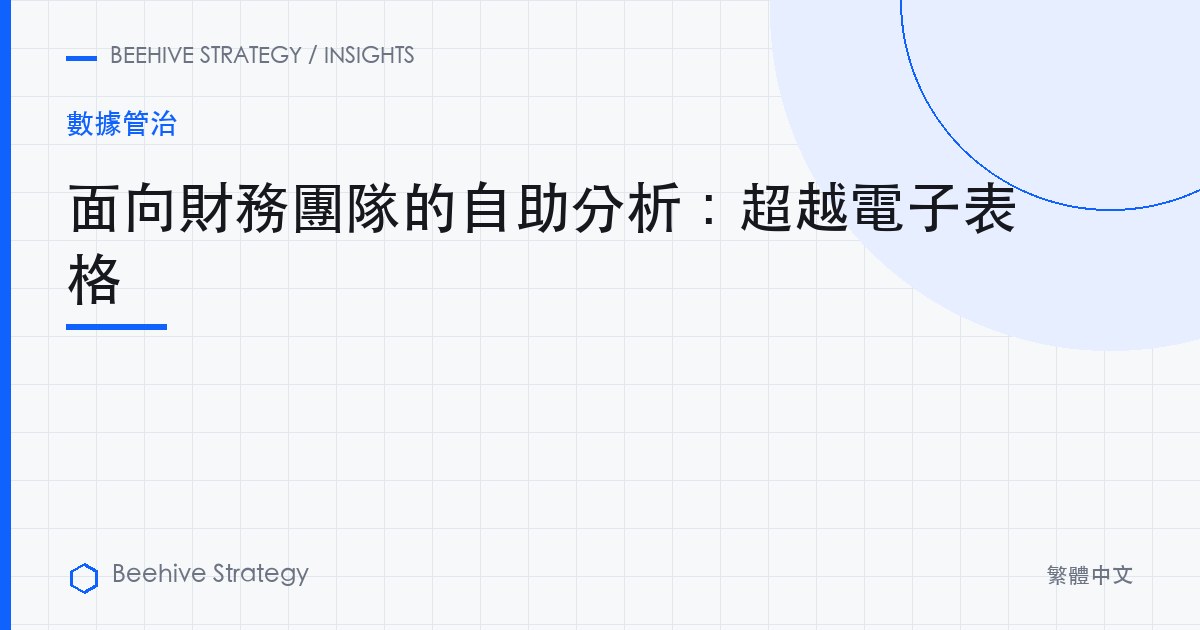 BEEHIVE STRATEGY / INSIGHTS
數據管治
面向財務團隊的自助分析：超越電子表
格
Beehive Strategy
繁體中文